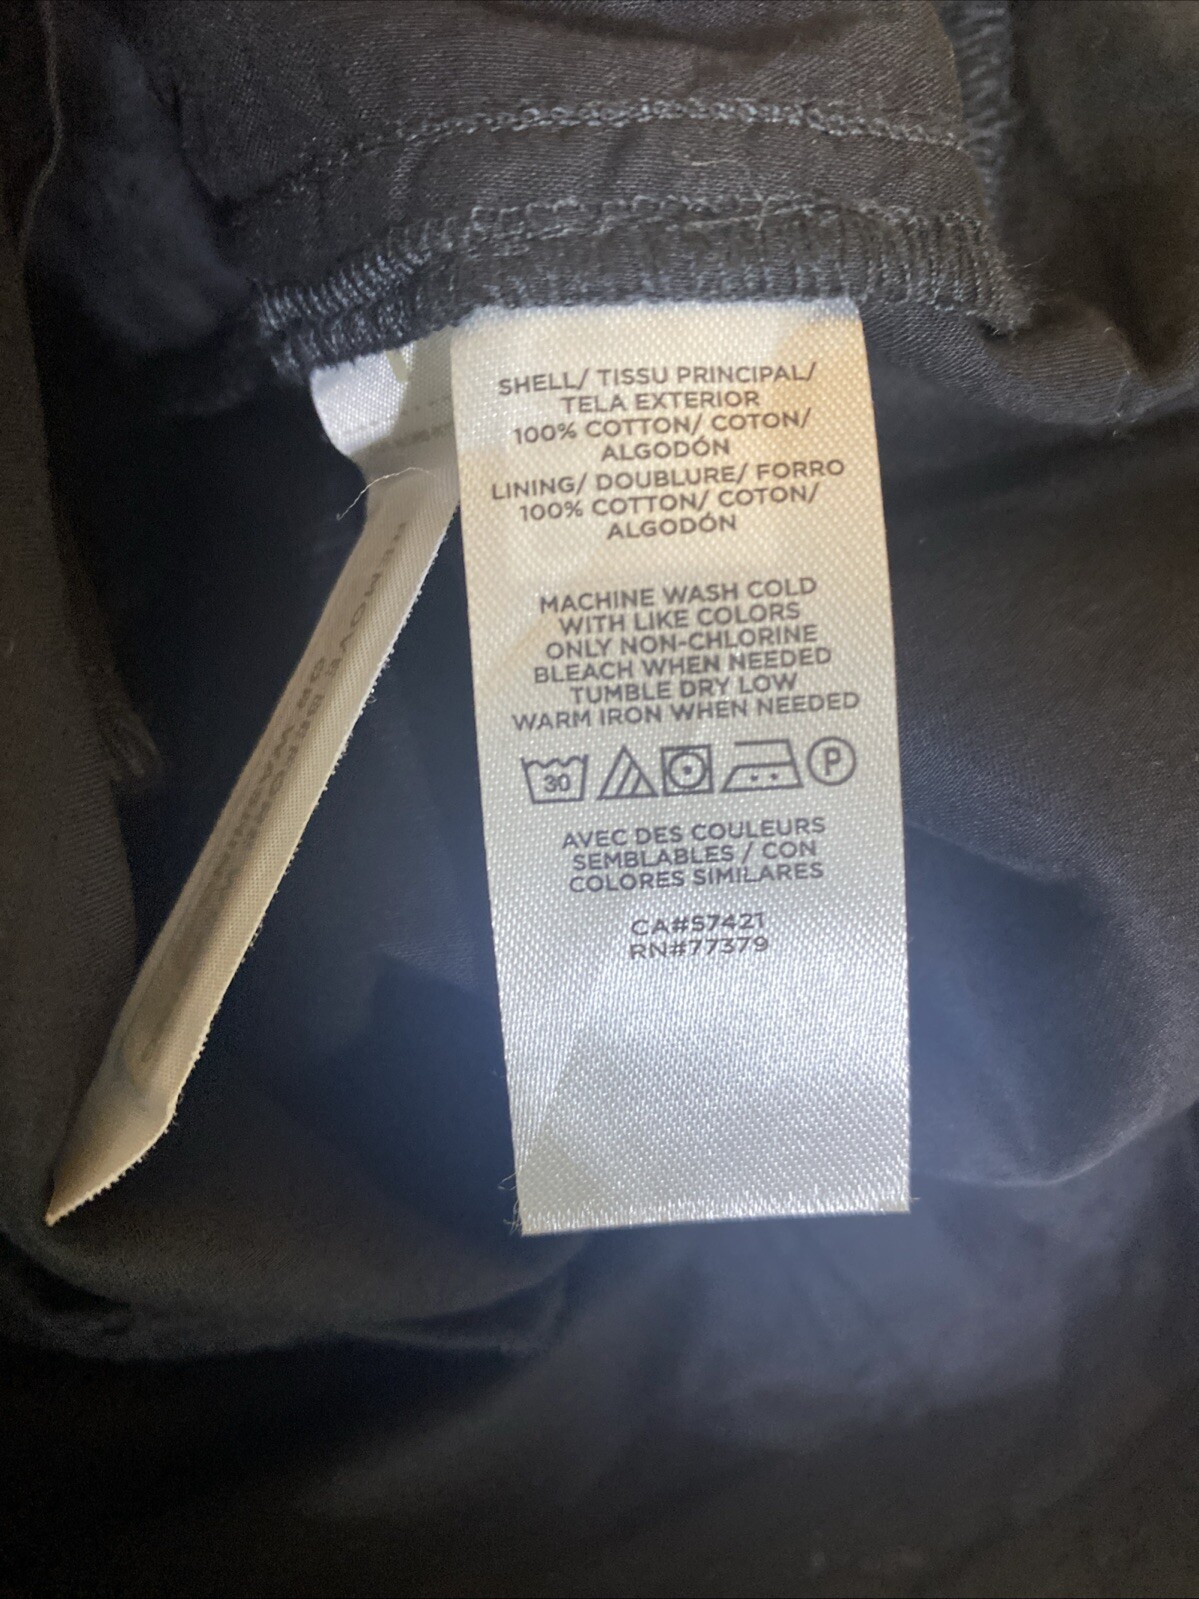 SHELL/ TISSU PRINCIPAL/
TELA EXTERIOR
100% COTTON/ COTON/
ALGODÓN
LINING/ DOUBLURE/ FORRO
100% COTTON/ COTON/
ALGODÓN
MACHINE WASH COLD
WITH LIKE COLORS
ONLY NON-CHLORINE
BLEACH WHEN NEEDED
TUMBLE DRY LOW
WARM IRON WHEN NEEDED
30 P
AVEC DES COULEURS
SEMBLABLES / CON
COLORES SIMILARES
CA#57421
RN#77379
REMOVE BEFORE